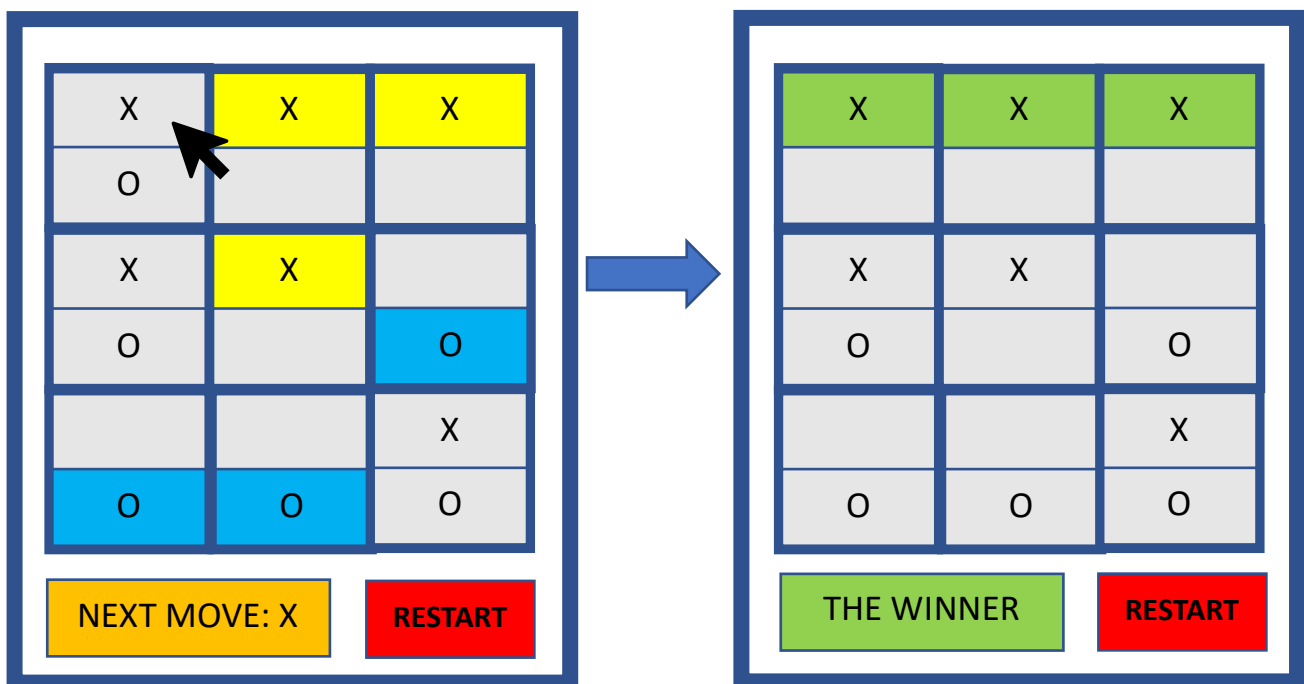 X X X
O
X X
O O
X
O O O
NEXT MOVE: X RESTART
X X X
X X
O O
X
O O O
THE WINNER RESTART